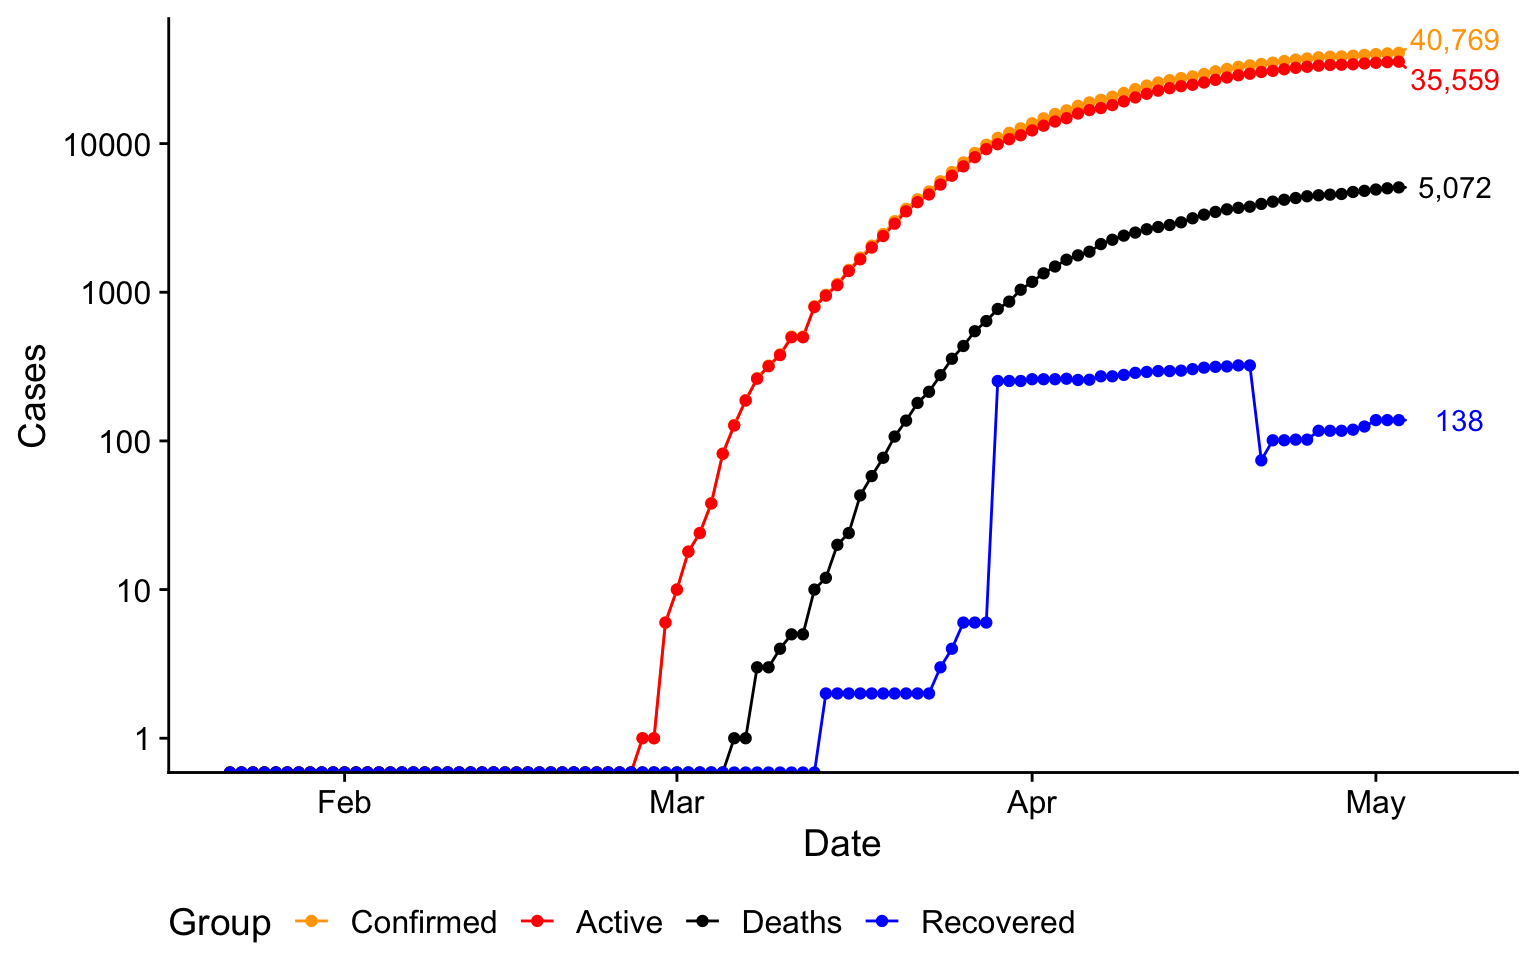 40,769
35,559
10000
5,072
1000
Cases
100
138
10
1
Feb Mar Apr May
Date
Group Confirmed Active Deaths Recovered